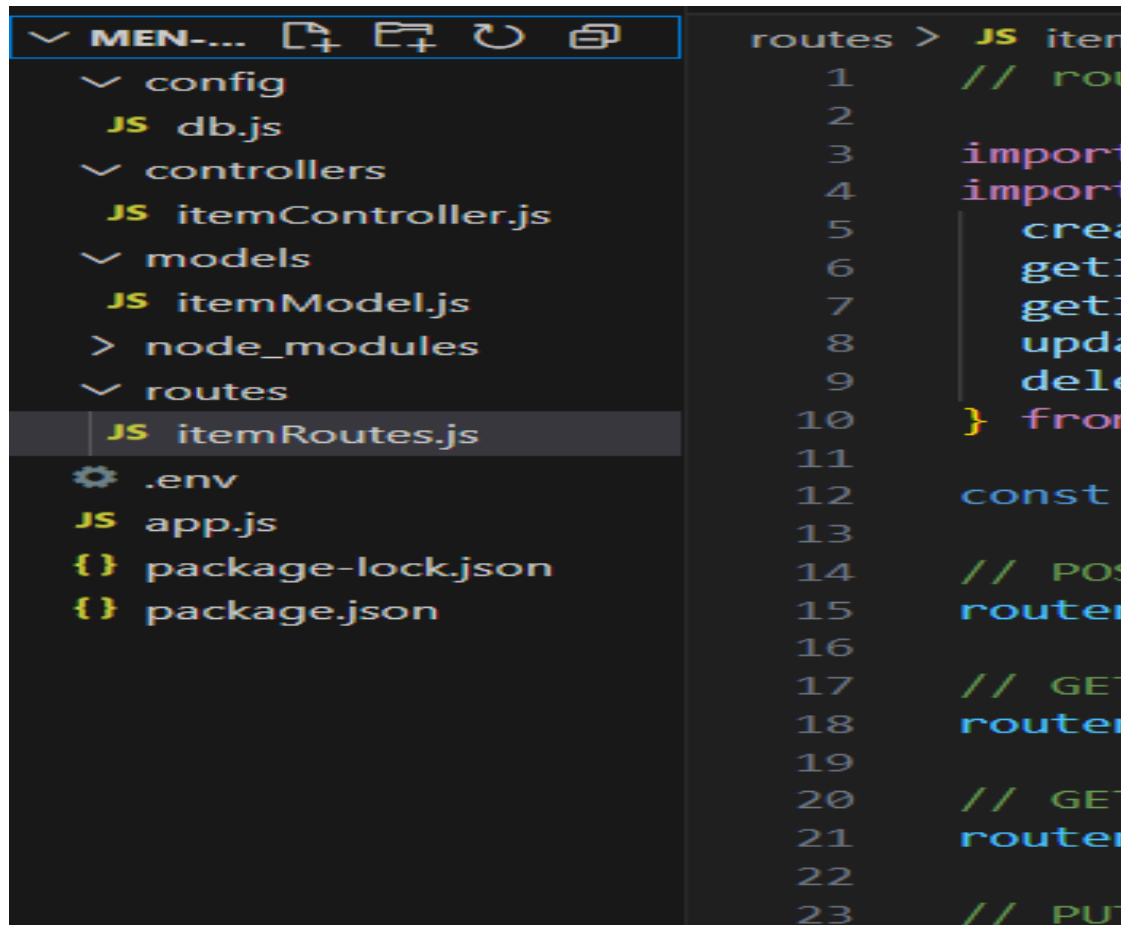 MEN-...
config
JS db.js
controllers
JS itemController.js
models
JS itemModel.js
node_modules
routes
JS itemRoutes.js
.env
JS app.js
{} package-lock.json
{} package.json
routes > JS iten
1 // rou
2
3 import
4 import
5 crea
6 getI
7 getI
8 upda
9 dele
10 } from
11
12 const
13
14 // POS
15 router
16
17 // GET
18 router
19
20 // GET
21 router
22
23 // PUT